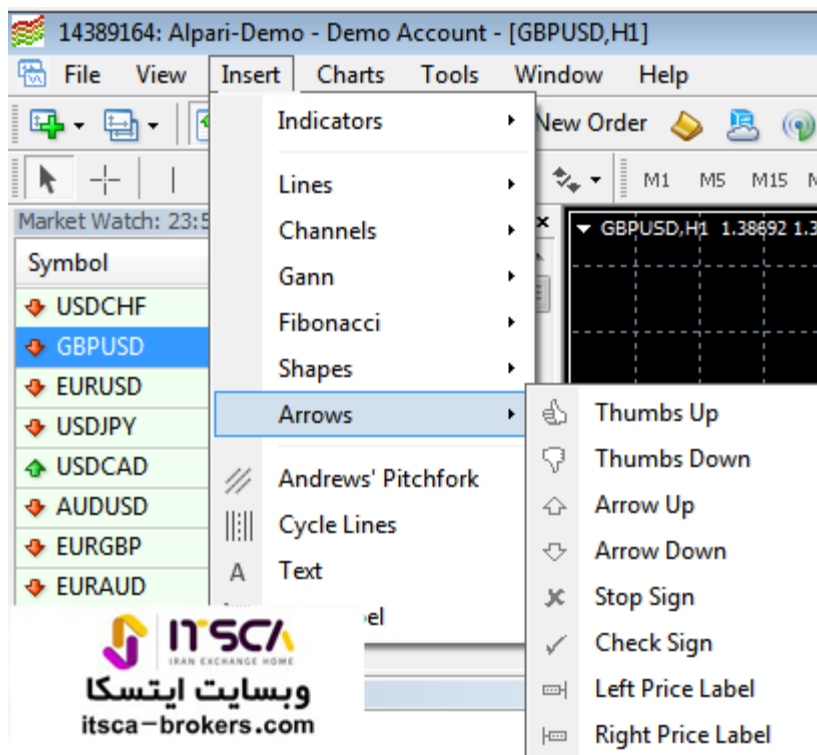 14389164: Alpari-Demo - Demo Account - [GBPUSD,H1]
File View Insert Charts Tools Window Help
Indicators
New Order
Lines
M1 M5 M15
Market Watch: 23:5
Channels
GBPUSD,H1 1.38692 1.3
Symbol
Gann
USDCHF
Fibonacci
GBPUSD
Shapes
EURUSD
Arrows
Thumbs Up
USDJPY
Thumbs Down
USDCAD
Andrews' Pitchfork
Arrow Up
AUDUSD
Cycle Lines
Arrow Down
EURGBP
A Text
EURAUD
Stop Sign
el
Check Sign
ITSCA
IRAN EXCHANGE HOME
وبسایت ایتسکا
itsca-brokers.com
Left Price Label
Right Price Label